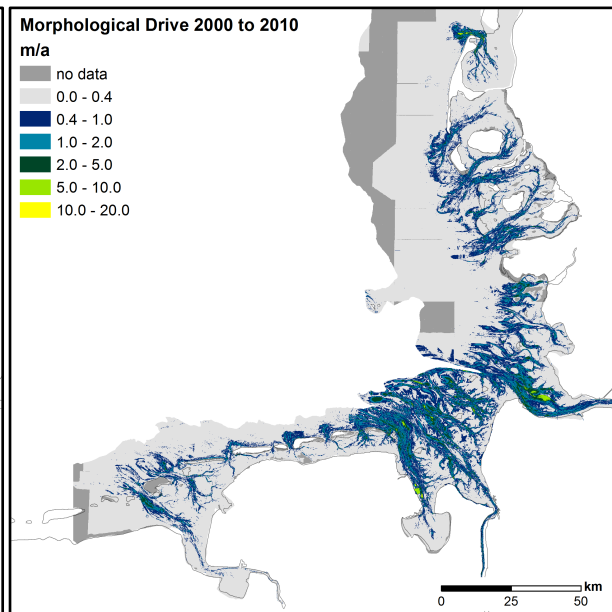 Morphological Drive 2000 to 2010
m/a
no data
0.0 - 0.4
0.4 - 1.0
1.0 - 2.0
2.0 - 5.0
5.0 - 10.0
10.0 - 20.0
km
0 25 50